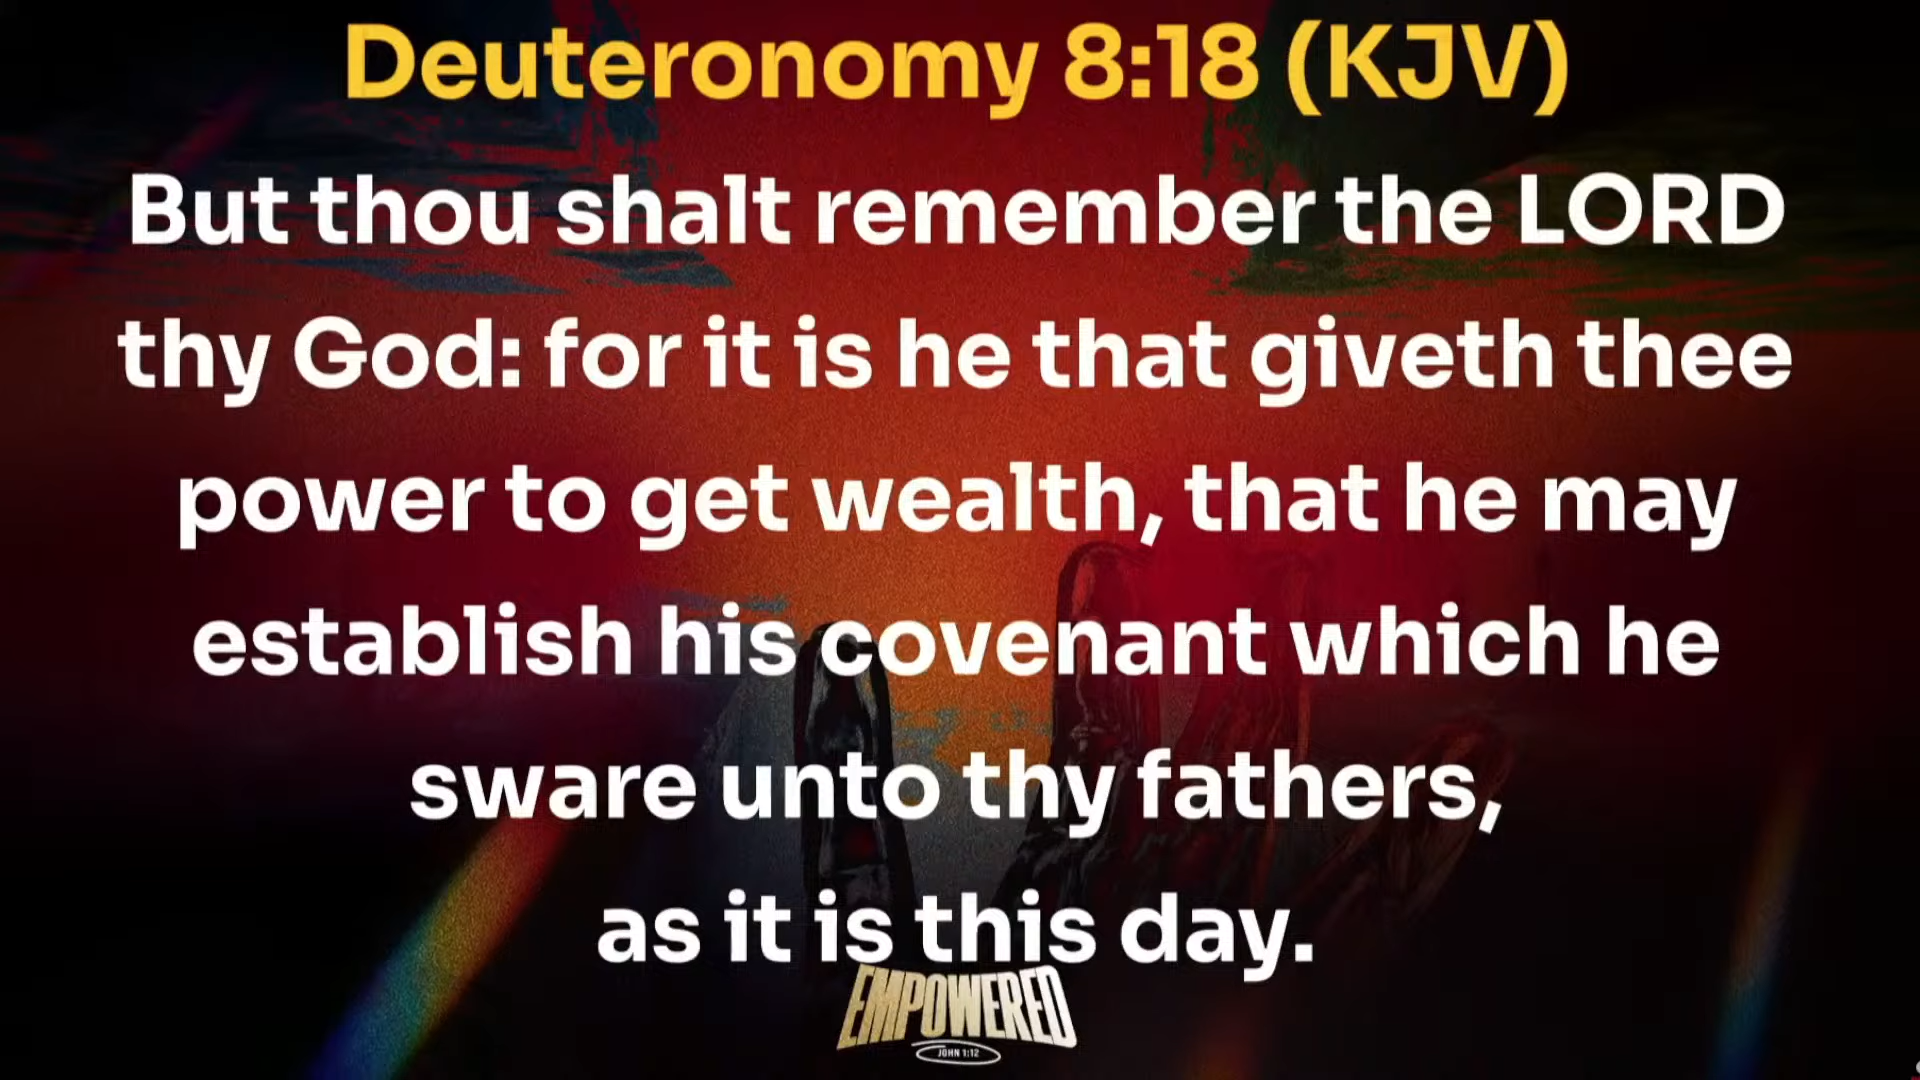 Deuteronomy 8:18 (KJV)
But thou shalt remember the LORD
thy God: for it is he that giveth thee
power to get wealth, that he may
establish his covenant which he
sware unto thy fathers,
as it is this day.
EMPOWERED
JOHN 1:12